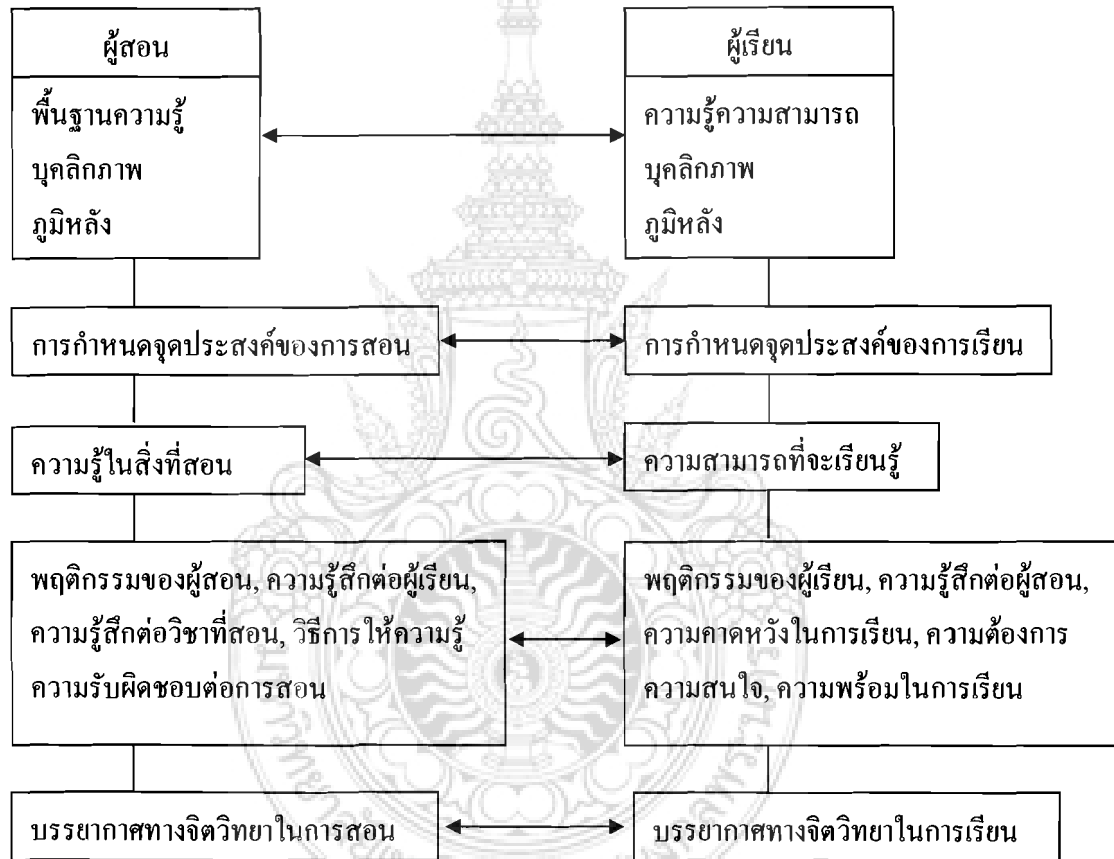 ผู้สอน
พื้นฐานความรู้
บุคลิกภาพ
ภูมิหลัง
ผู้เรียน
ความรู้ความสามารถ
บุคลิกภาพ
ภูมิหลัง
การกำหนดจุดประสงค์ของการสอน
การกำหนดจุดประสงค์ของการเรียน
ความรู้ในสิ่งที่สอน
ความสามารถที่จะเรียนรู้
พฤติกรรมของผู้สอน, ความรู้สึกต่อผู้เรียน,
ความรู้สึกต่อวิชาที่สอน, วิธีการให้ความรู้
ความรับผิดชอบต่อการสอน
พฤติกรรมของผู้เรียน, ความรู้สึกต่อผู้สอน,
ความคาดหวังในการเรียน, ความต้องการ
ความสนใจ, ความพร้อมในการเรียน
บรรยากาศทางจิตวิทยาในการสอน
บรรยากาศทางจิตวิทยาในการเรียน